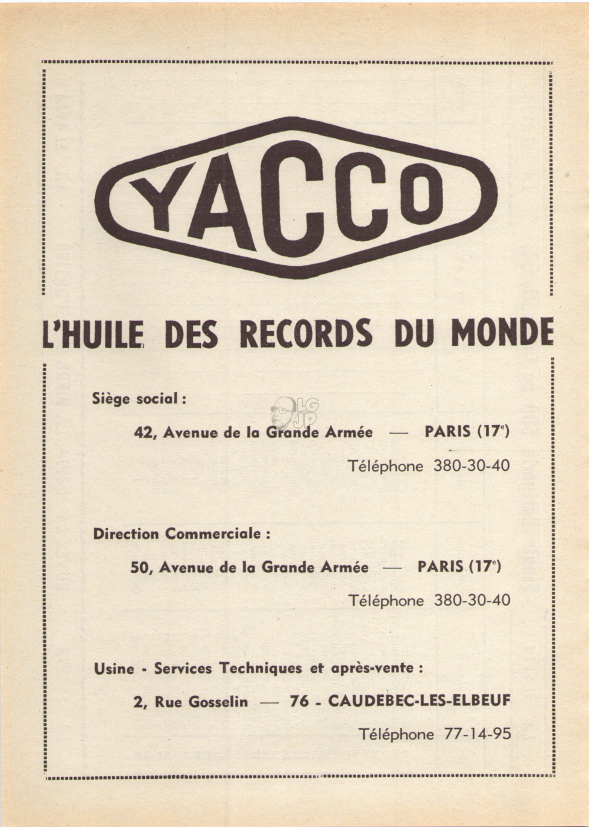 YACCO
L'HUILE DES RECORDS DU MONDE
Siège social :
LG
JP
42, Avenue de la Grande Armée — PARIS (17e)
Téléphone 380-30-40
Direction Commerciale :
50, Avenue de la Grande Armée — PARIS (17e)
Téléphone 380-30-40
Usine - Services Techniques et après-vente :
2, Rue Gosselin — 76 - CAUDEBEC-LES-ELBEUF
Téléphone 77-14-95